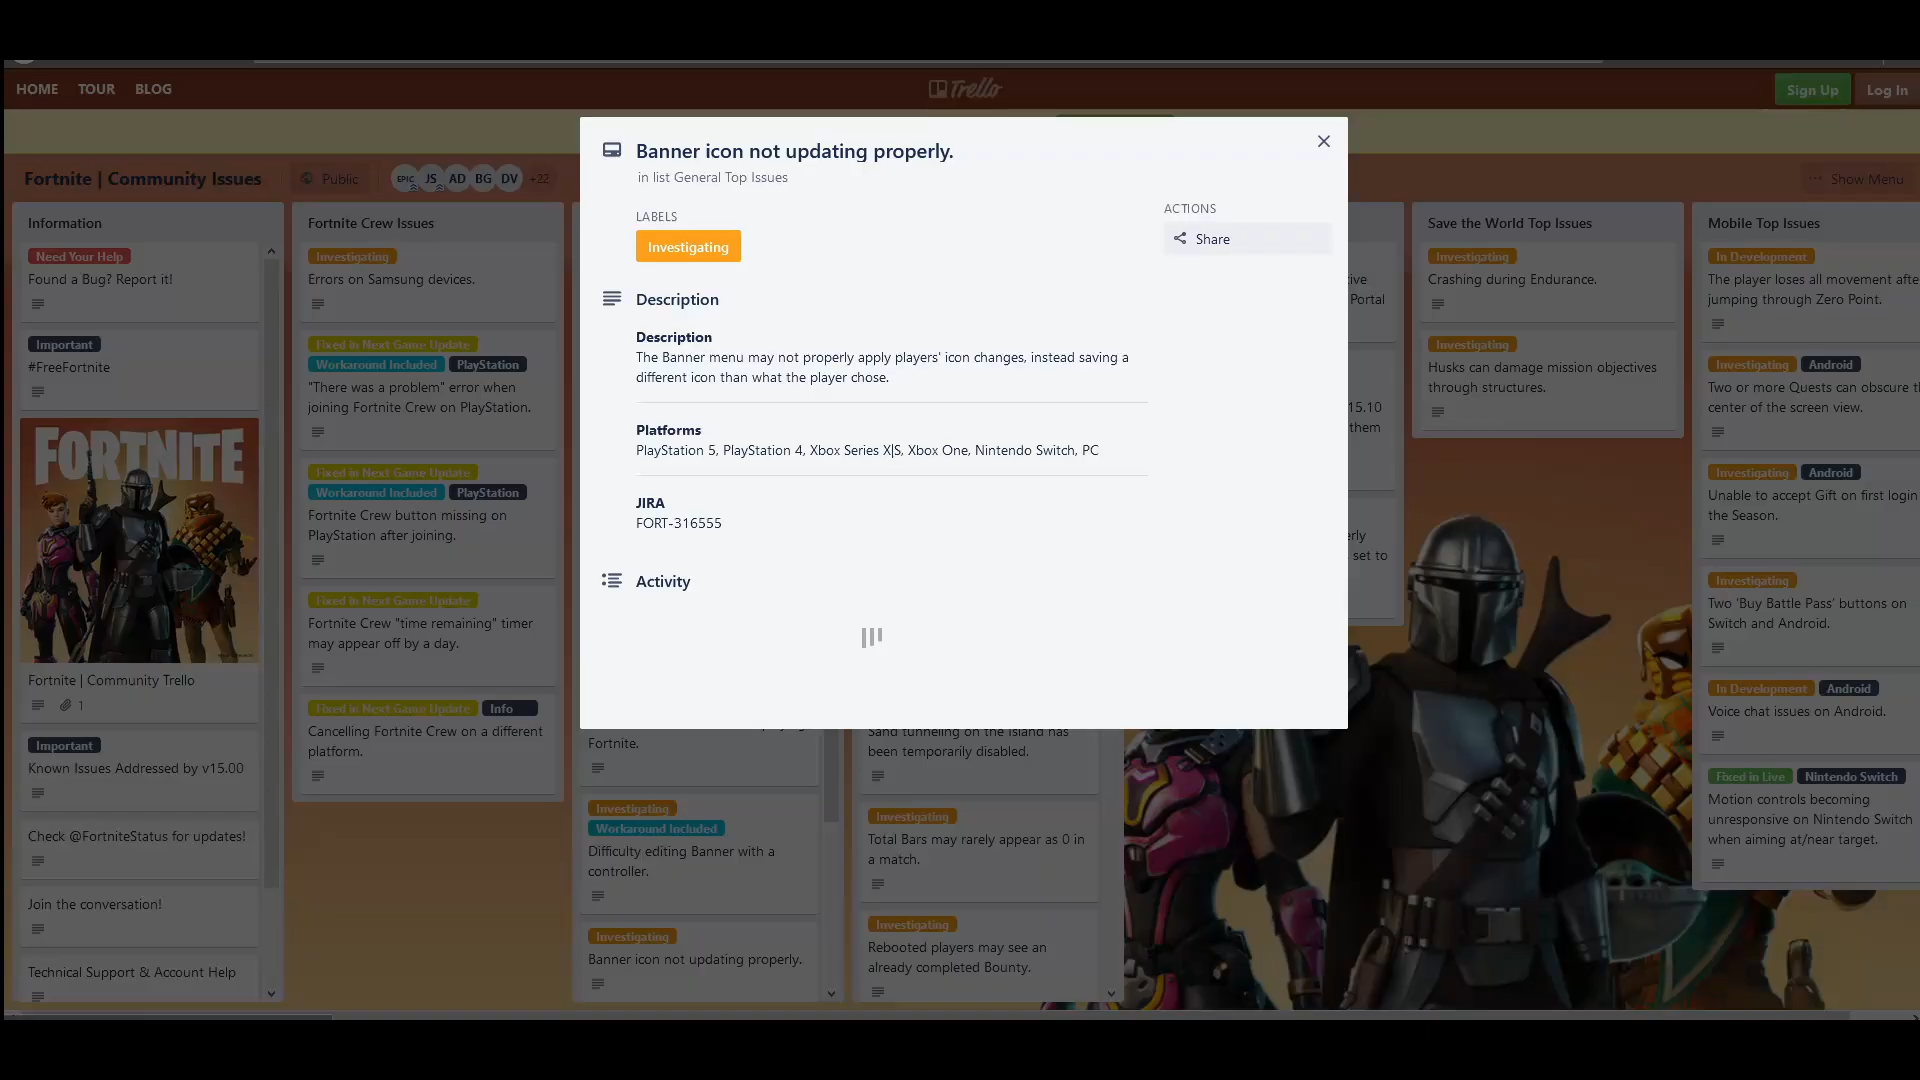 HOME TOUR BLOG
Trello
Sign Up Log In
Fortnite | Community Issues
Public
EPIC JS AD BG DV +22
Show Menu
Information
Need Your Help
Found a Bug? Report it!
Important
#FreeFortnite
FORTNITE
Fortnite | Community Trello
1
Important
Known Issues Addressed by v15.00
Check @FortniteStatus for updates!
Join the conversation!
Technical Support & Account Help
Fortnite Crew Issues
Investigating
Errors on Samsung devices.
Fixed in Next Game Update
Workaround Included PlayStation
"There was a problem" error when
joining Fortnite Crew on PlayStation.
Fixed in Next Game Update
Workaround Included PlayStation
Fortnite Crew button missing on
PlayStation after joining.
Fixed in Next Game Update
Fortnite Crew "time remaining" timer
may appear off by a day.
Fixed in Next Game Update Info
Cancelling Fortnite Crew on a different
platform.
Banner icon not updating properly.
in list General Top Issues
LABELS
Investigating
Description
Description
The Banner menu may not properly apply players' icon changes, instead saving a
different icon than what the player chose.
Platforms
PlayStation 5, PlayStation 4, Xbox Series X|S, Xbox One, Nintendo Switch, PC
JIRA
FORT-316555
Activity
ACTIONS
Share
Fortnite.
Investigating
Workaround Included
Difficulty editing Banner with a
controller.
Investigating
Banner icon not updating properly.
Sand tunneling on the Island has
been temporarily disabled.
Investigating
Total Bars may rarely appear as 0 in
a match.
Investigating
Rebooted players may see an
already completed Bounty.
Portal
15.10
them
set to
Save the World Top Issues
Investigating
Crashing during Endurance.
Investigating
Husks can damage mission objectives
through structures.
Mobile Top Issues
In Development
The player loses all movement afte
jumping through Zero Point.
Investigating Android
Two or more Quests can obscure t
center of the screen view.
Investigating Android
Unable to accept Gift on first login
the Season.
Investigating
Two 'Buy Battle Pass' buttons on
Switch and Android.
In Development Android
Voice chat issues on Android.
Fixed in Live Nintendo Switch
Motion controls becoming
unresponsive on Nintendo Switch
when aiming at/near target.